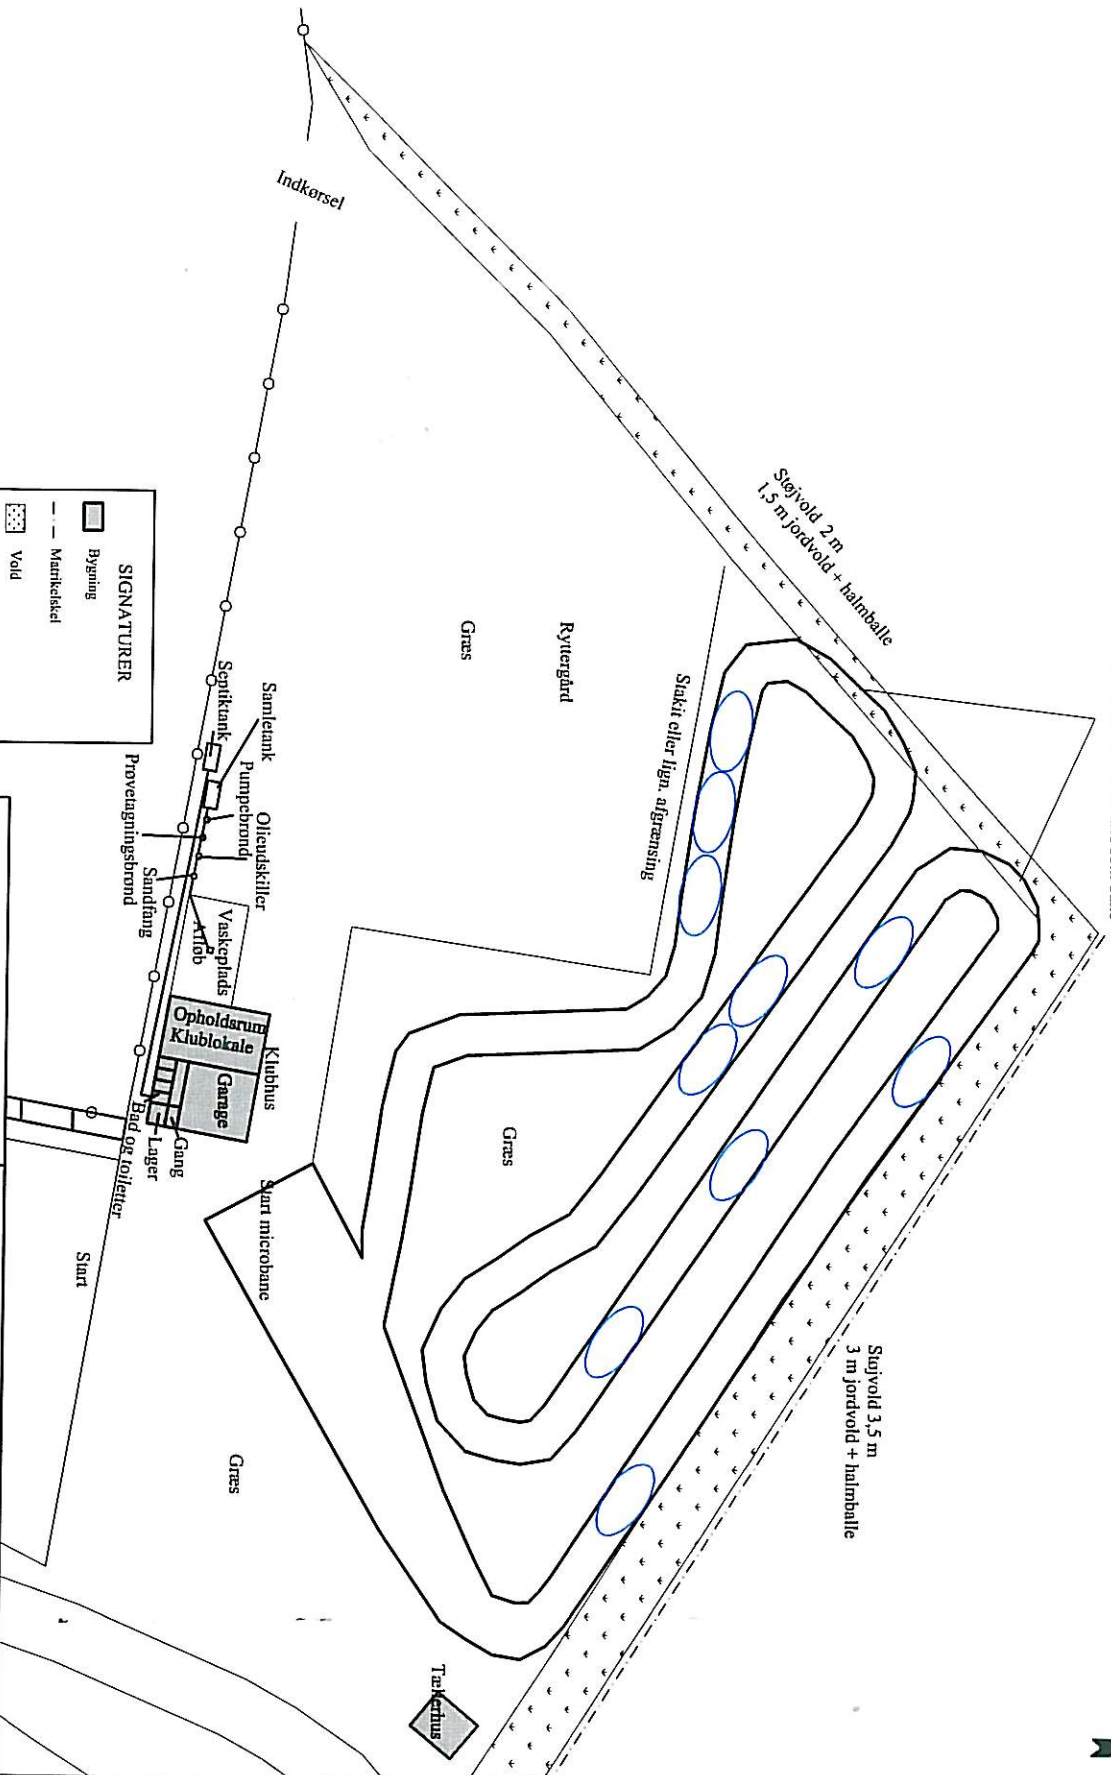 Indkørsel
Støjvold 2 m
1,5 m jordvold + halmballe
Ryttergård
Græs
Stakit eller lign. afgrænsing
SIGNATURER
Bygning
Matrikelskel
Vold
Septiktank
Samletank
Pumpebrønd
Olieudskiller
Prøvetagningsbrønd
Sandfang
Vaskeplads
Afløb
Opholdsrum
Klublokale
Klubhus
Garage
Gang
Lager
Bad og toiletter
Græs
Start microbane
Start
Støjvold 3,5 m
3 m jordvold + halmballe
Græs
Tækerhus